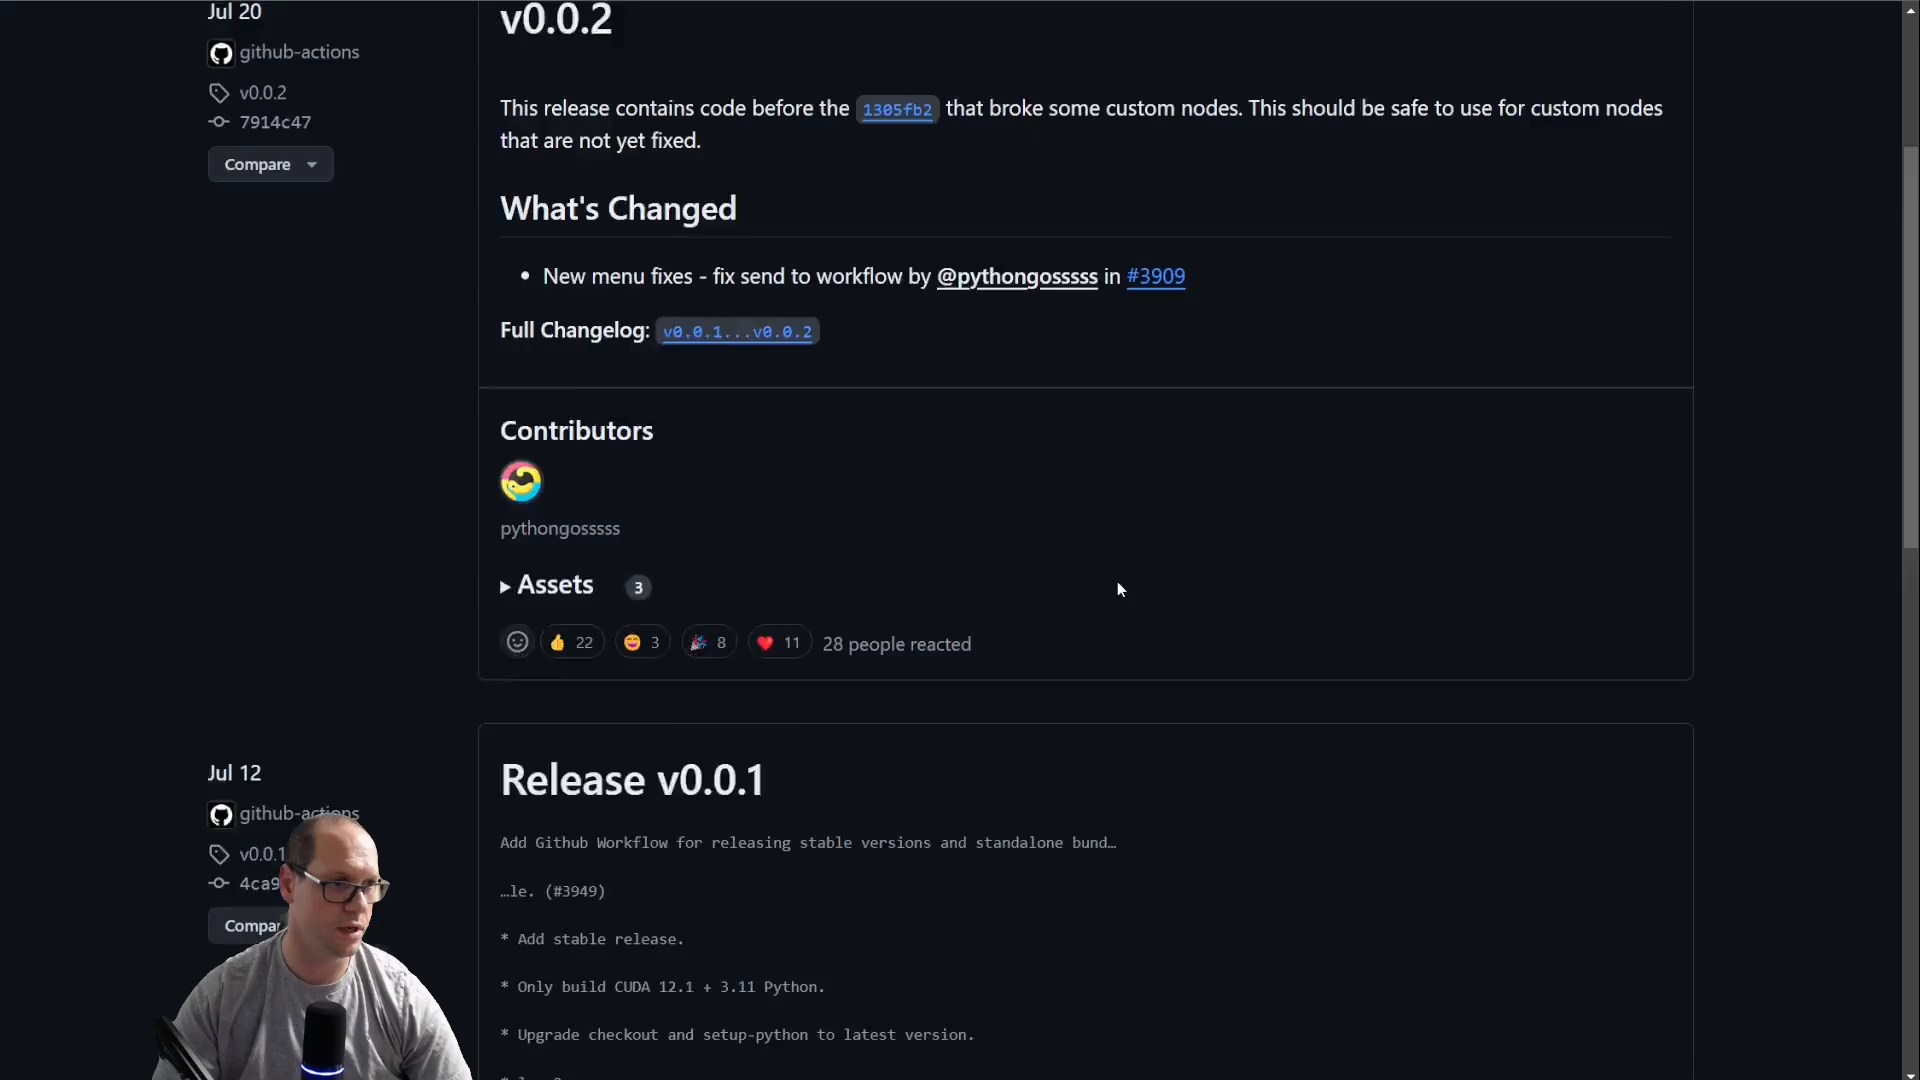 Jul 20
github-actions
v0.0.2
7914c47
Compare
v0.0.2
This release contains code before the 1305fb2 that broke some custom nodes. This should be safe to use for custom nodes
that are not yet fixed.
What's Changed
New menu fixes - fix send to workflow by @pythongosssss in #3909
Full Changelog: v0.0.1...v0.0.2
Contributors
pythongosssss
Assets 3
22 3 8 11 28 people reacted
Jul 12
github-actions
v0.0.1
4ca9
Compar
Release v0.0.1
Add Github Workflow for releasing stable versions and standalone bund…
…le. (#3949)
* Add stable release.
* Only build CUDA 12.1 + 3.11 Python.
* Upgrade checkout and setup-python to latest version.